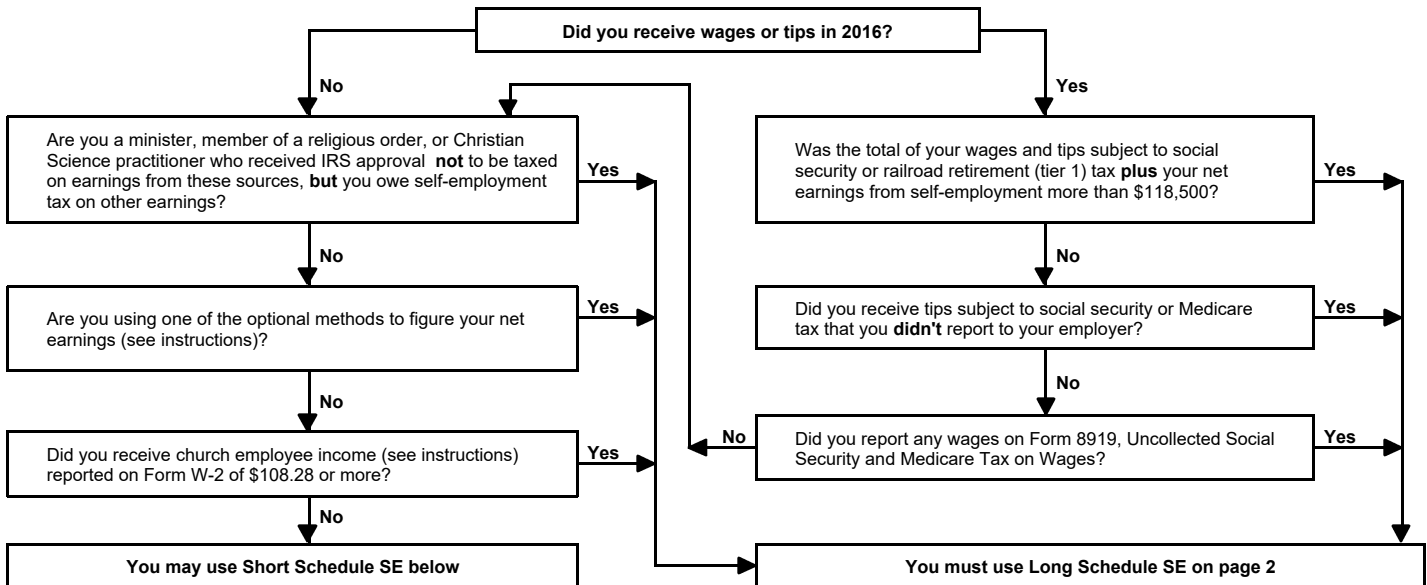 Did you receive wages or tips in 2016?
No
Yes
Are you a minister, member of a religious order, or Christian
Science practitioner who received IRS approval not to be taxed
on earnings from these sources, but you owe self-employment
tax on other earnings?
Yes
Was the total of your wages and tips subject to social
security or railroad retirement (tier 1) tax plus your net
earnings from self-employment more than $118,500?
Yes
No
No
Are you using one of the optional methods to figure your net
earnings (see instructions)?
Yes
Did you receive tips subject to social security or Medicare
tax that you didn't report to your employer?
Yes
No
No
Did you receive church employee income (see instructions)
reported on Form W-2 of $108.28 or more?
Yes
No
Did you report any wages on Form 8919, Uncollected Social
Security and Medicare Tax on Wages?
Yes
No
You may use Short Schedule SE below
You must use Long Schedule SE on page 2